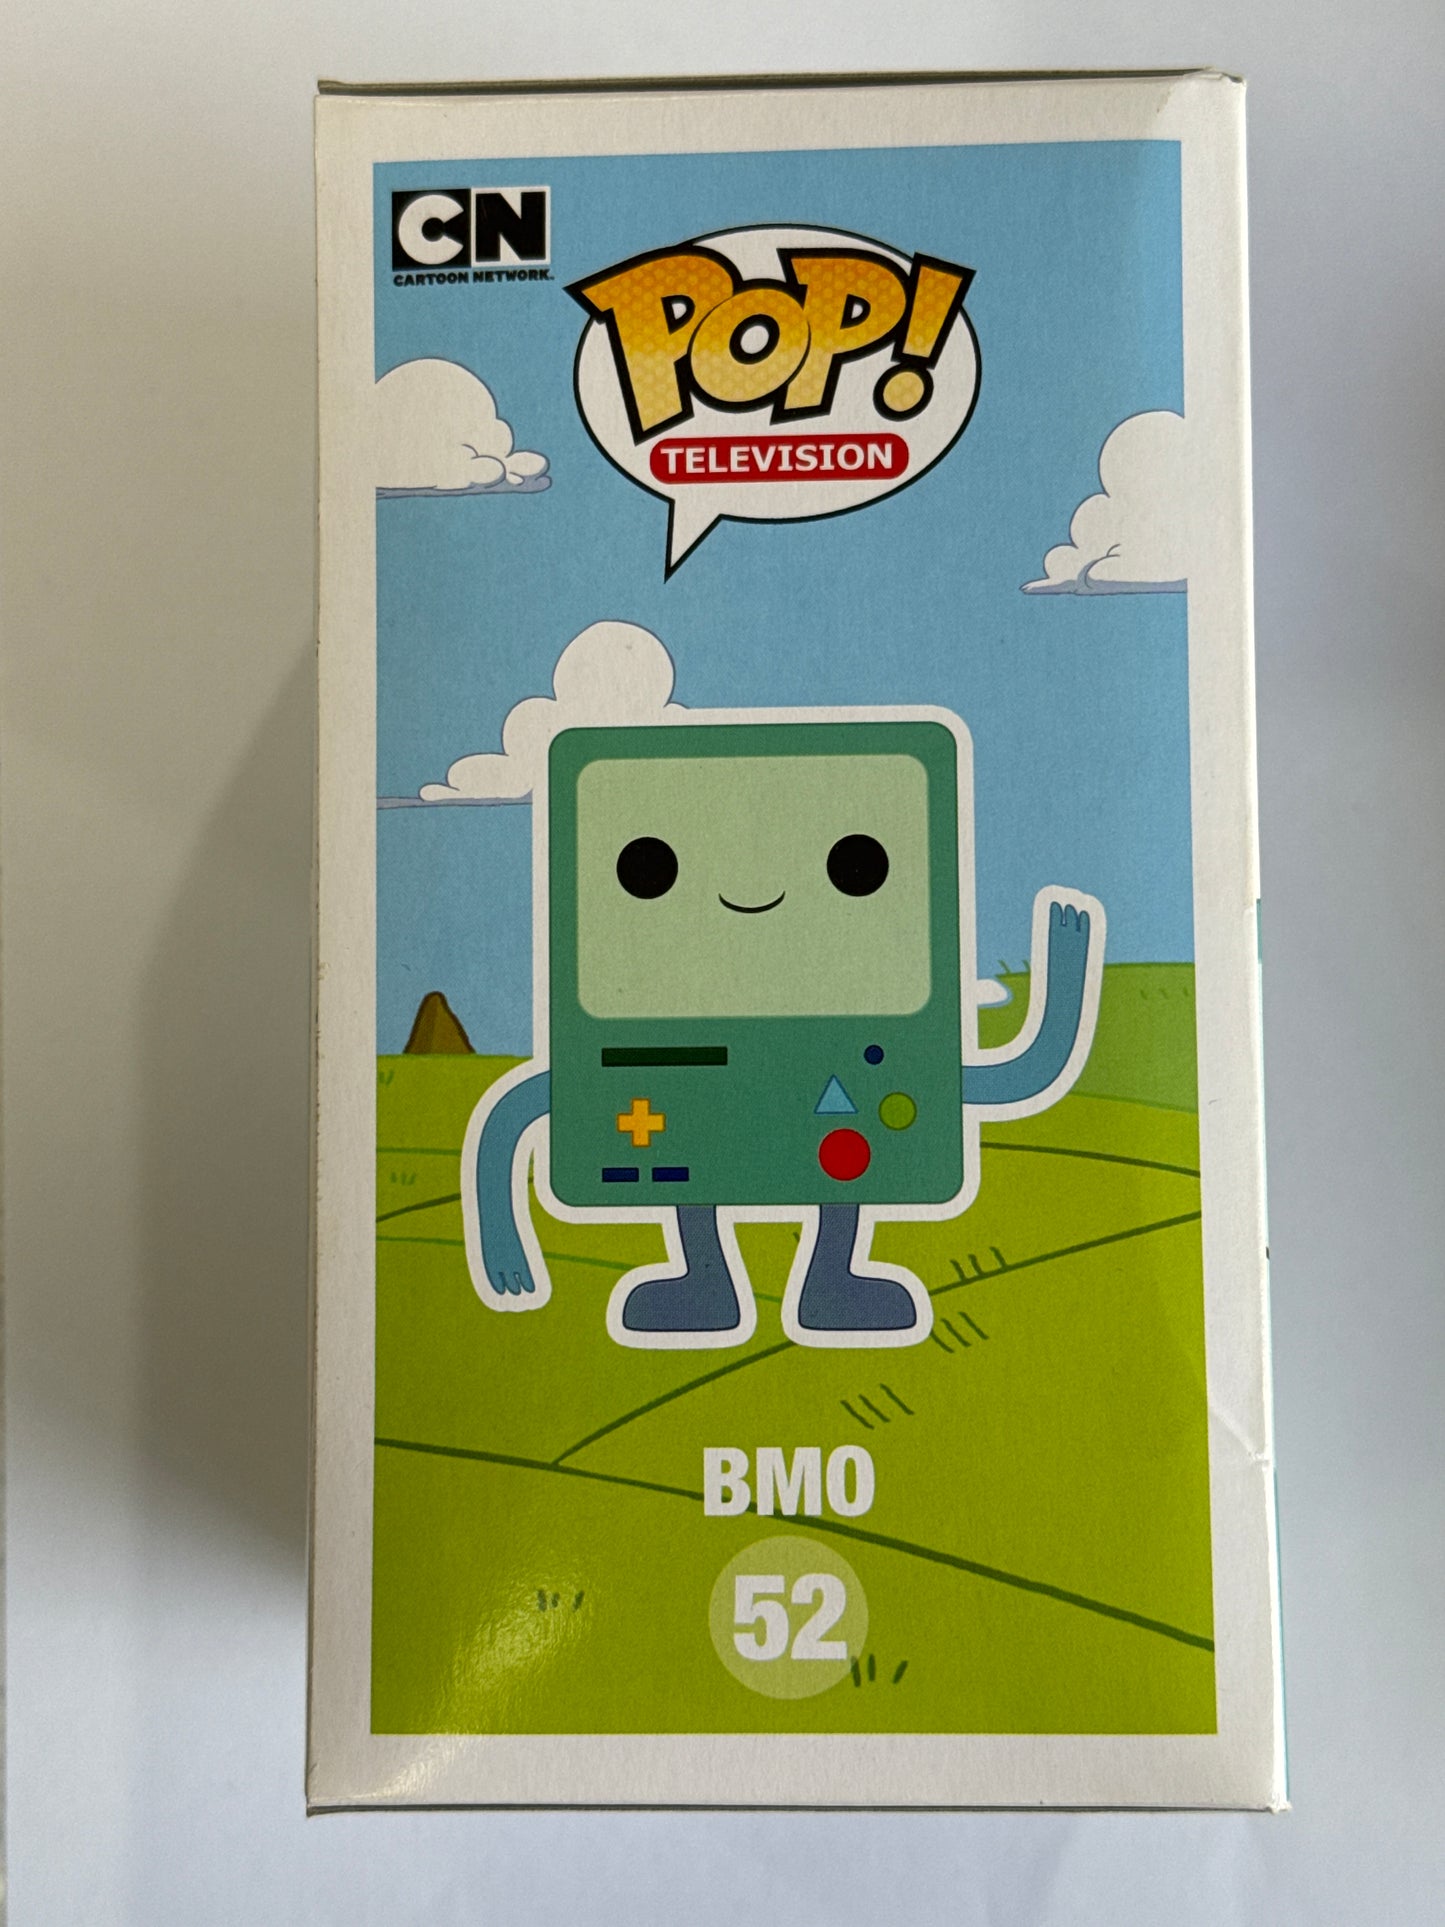 CN
CARTOON NETWORK.
POP!
TELEVISION
BMO
52